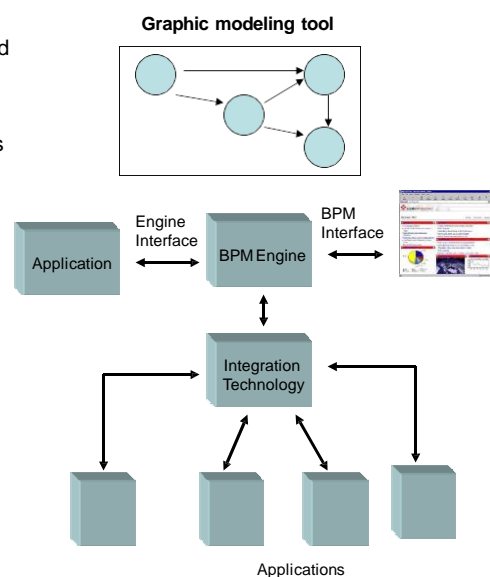 Graphic modeling tool
d
s
Engine
Interface
BPM
Interface
Application
BPM Engine
Integration
Technology
Applications